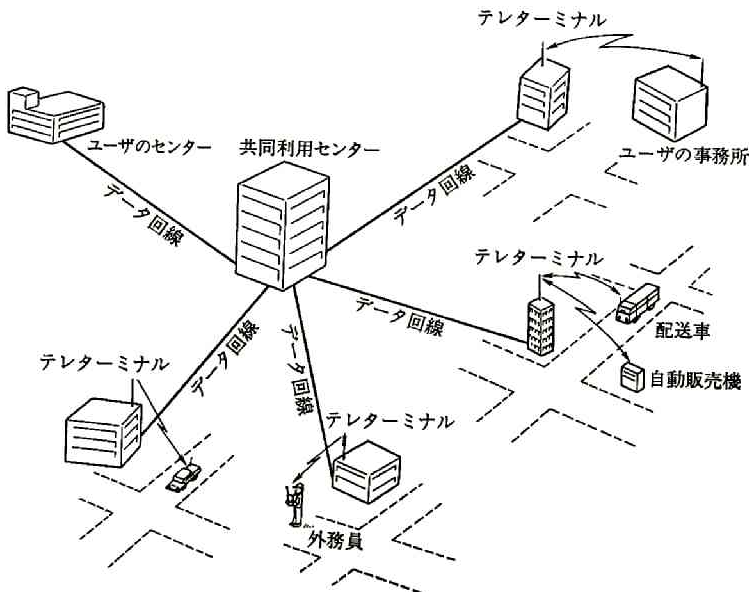 テレターミナル
ユーザのセンター
共同利用センター
ユーザの事務所
データ回線
データ回線
テレターミナル
データ回線
配送車
自動販売機
テレターミナル
データ回線
データ回線
テレターミナル
外務員